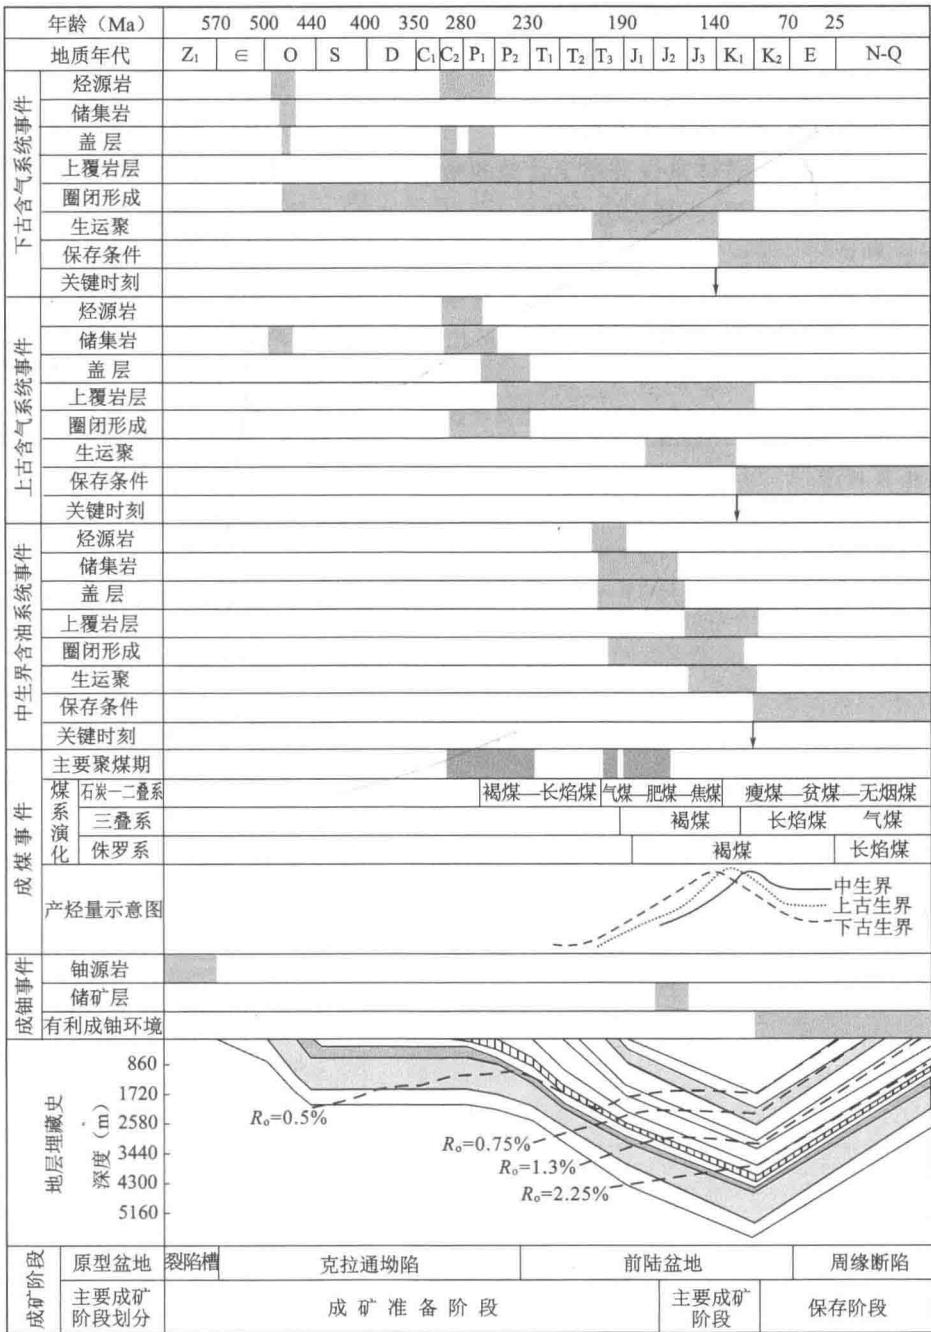 年龄（Ma） 570 500 440 400 350 280 230 190 140 70 25
地质年代 Z₁ ∈ O S D C₁ C₂ P₁ P₂ T₁ T₂ T₃ J₁ J₂ J₃ K₁ K₂ E N-Q
下古含气系统事件
烃源岩
储集岩
盖层
上覆岩层
圈闭形成
生运聚
保存条件
关键时刻
上古含气系统事件
烃源岩
储集岩
盖层
上覆岩层
圈闭形成
生运聚
保存条件
关键时刻
中生界含油系统事件
烃源岩
储集岩
盖层
上覆岩层
圈闭形成
生运聚
保存条件
关键时刻
成煤事件
主要聚煤期
煤系演化
石炭—二叠系 褐煤—长焰煤 气煤—肥煤—焦煤 瘦煤—贫煤—无烟煤
三叠系 褐煤 长焰煤 气煤
侏罗系 褐煤 长焰煤
产烃量示意图
中生界
上古生界
下古生界
成铀事件
铀源岩
储矿层
有利成铀环境
地层埋藏史
深度（m）
860
1720
2580
3440
4300
5160
Rₒ=0.5%
Rₒ=0.75%
Rₒ=1.3%
Rₒ=2.25%
成矿阶段
原型盆地 裂陷槽 克拉通坳陷 前陆盆地 周缘断陷
主要成矿
阶段划分
成矿准备阶段
主要成矿
阶段
保存阶段